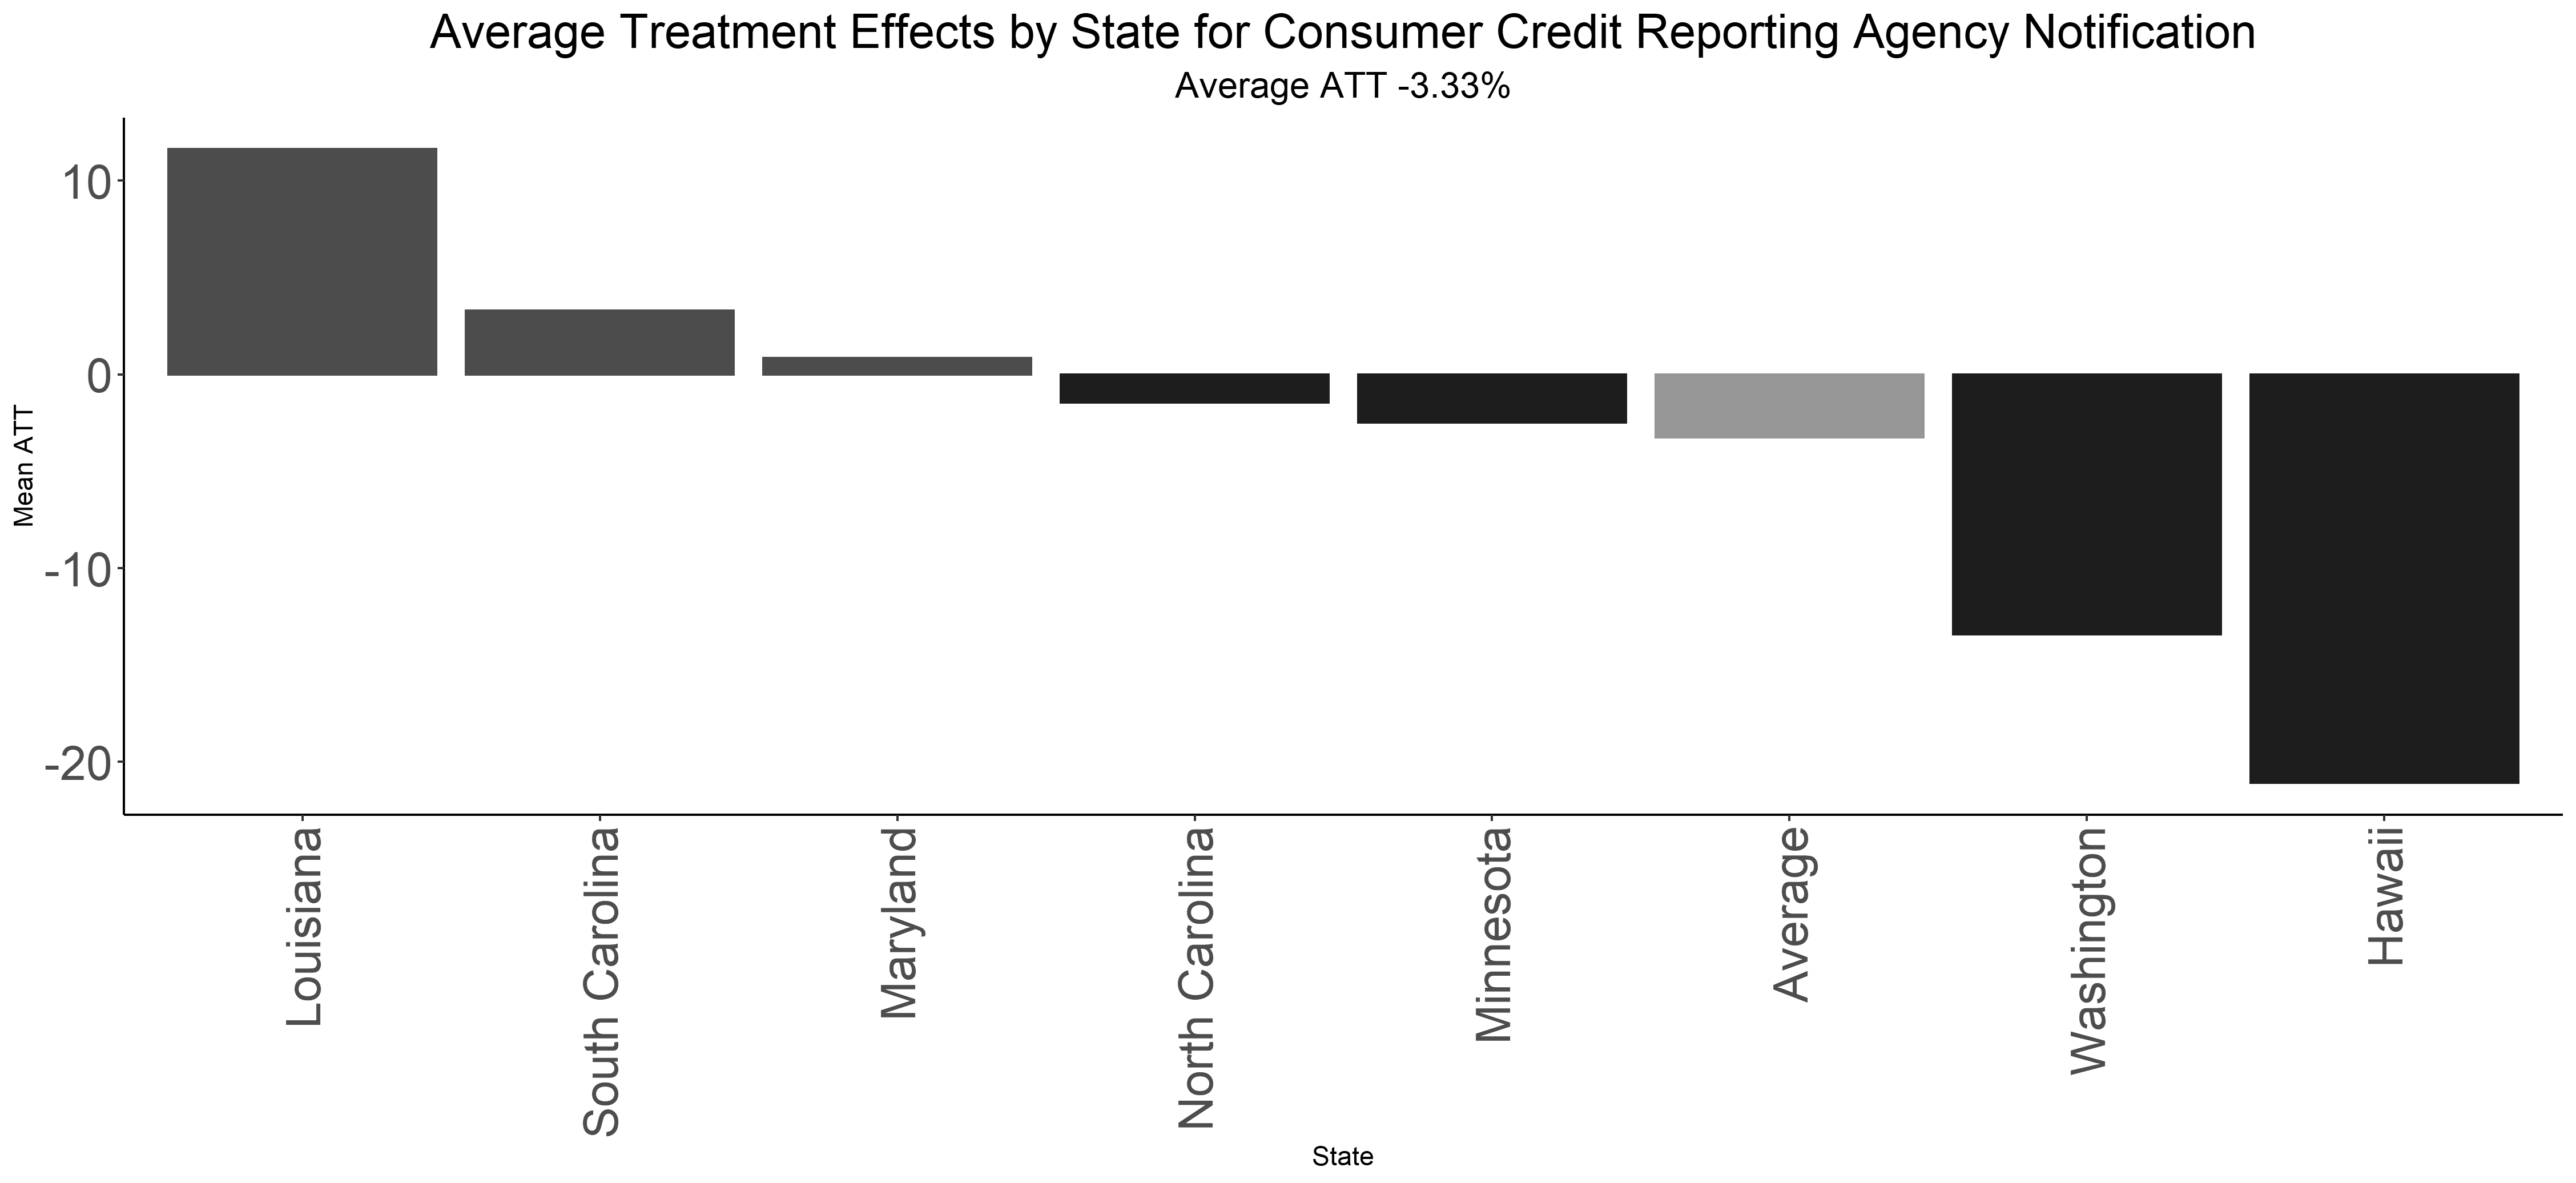 Average Treatment Effects by State for Consumer Credit Reporting Agency Notification
Average ATT -3.33%
Mean ATT
10
0
-10
-20
Louisiana
South Carolina
Maryland
North Carolina
Minnesota
Average
Washington
Hawaii
State